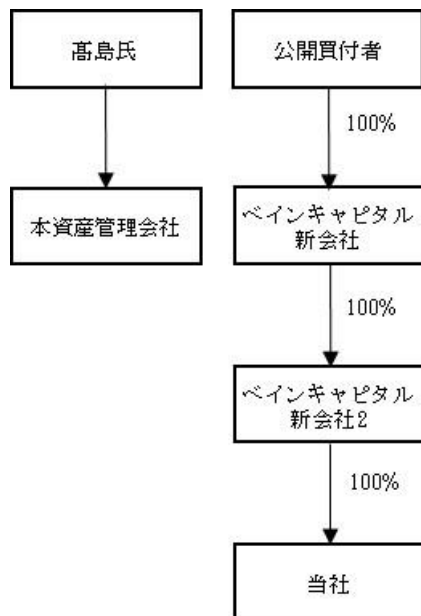 髙島氏
公開買付者
100%
本資産管理会社
ベインキャピタル
新会社
100%
ベインキャピタル
新会社2
100%
当社